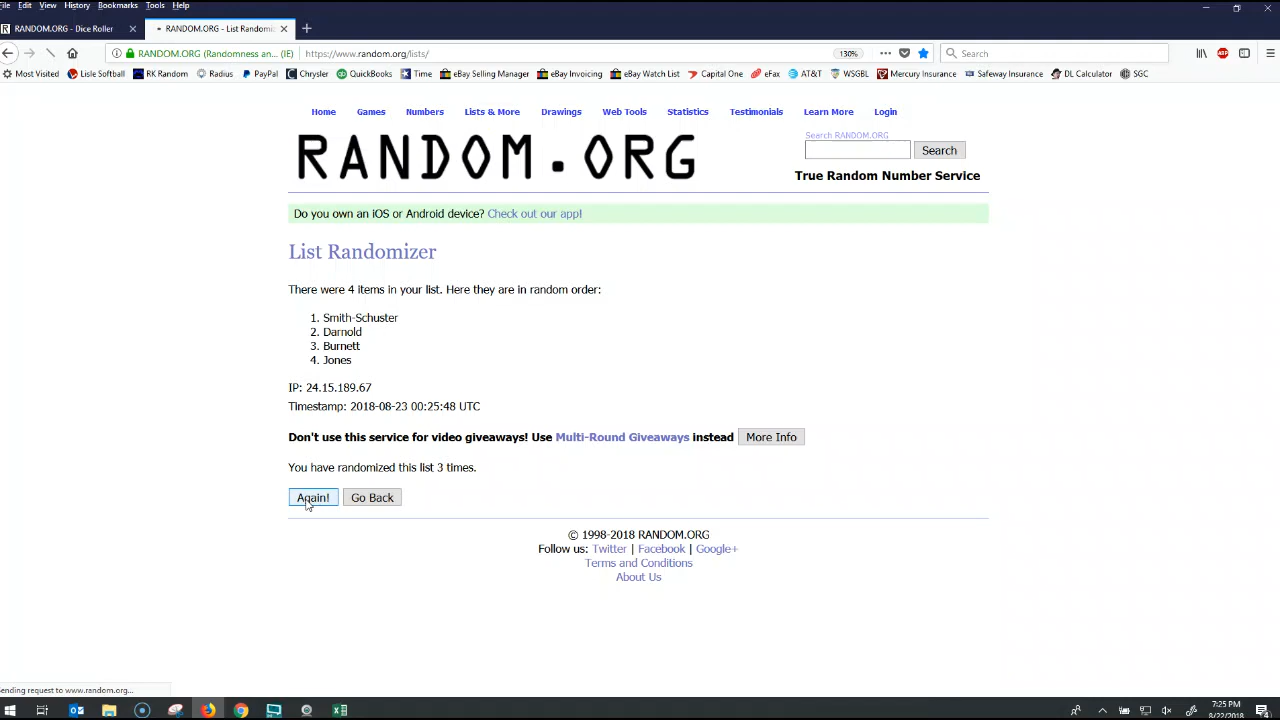 File Edit View History Bookmarks Tools Help
RANDOM.ORG - Dice Roller
RANDOM.ORG - List Randomi
RANDOM.ORG (Randomness an... (IE)
https://www.random.org/lists/
130%
Search
Most Visited Lisle Softball RK Random Radius PayPal Chrysler QuickBooks Time eBay Selling Manager eBay Invoicing eBay Watch List Capital One eFax AT&T WSGBL Mercury Insurance Safeway Insurance DL Calculator SGC
Home Games Numbers Lists & More Drawings Web Tools Statistics Testimonials Learn More Login
RANDOM.ORG
Search RANDOM.ORG
Search
True Random Number Service
Do you own an iOS or Android device? Check out our app!
List Randomizer
There were 4 items in your list. Here they are in random order:
1. Smith-Schuster
2. Darnold
3. Burnett
4. Jones
IP: 24.15.189.67
Timestamp: 2018-08-23 00:25:48 UTC
Don't use this service for video giveaways! Use Multi-Round Giveaways instead More Info
You have randomized this list 3 times.
Again! Go Back
© 1998-2018 RANDOM.ORG
Follow us: Twitter | Facebook | Google+
Terms and Conditions
About Us
Sending request to www.random.org...
7:25 PM
8/22/2018